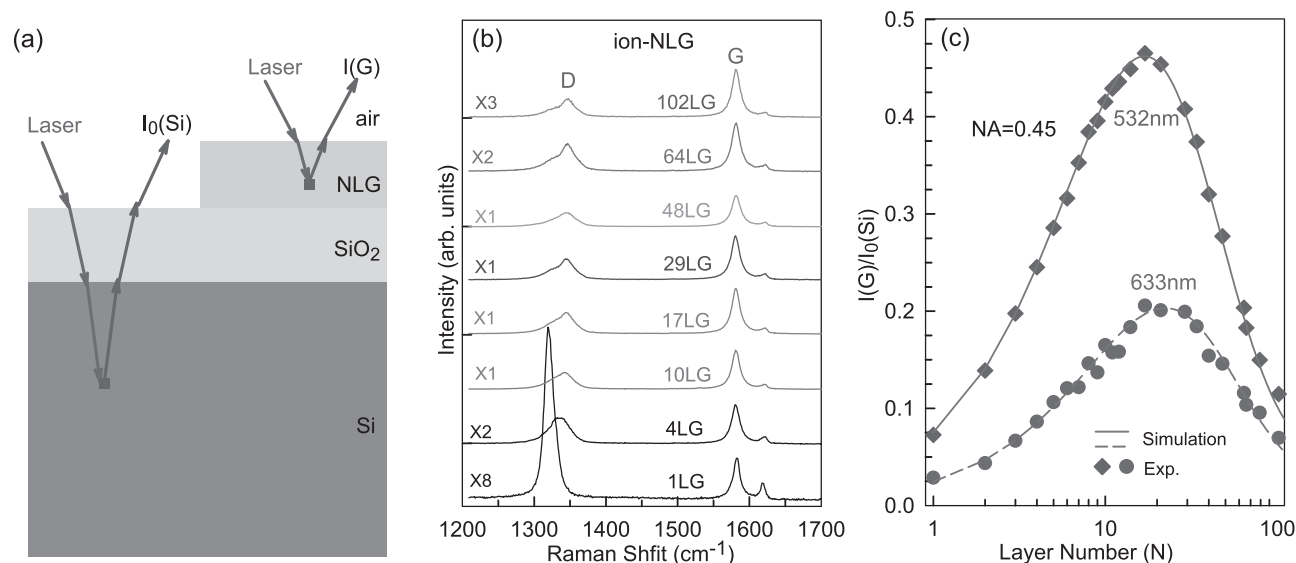 (a)
Laser
I(G)
Laser
I₀(Si)
air
NLG
SiO₂
Si
(b)
ion-NLG
D
G
X3
102LG
X2
64LG
X1
48LG
X1
29LG
X1
17LG
X1
10LG
X2
4LG
X8
1LG
Intensity (arb. units)
1200 1300 1400 1500 1600 1700
Raman Shfit (cm⁻¹)
(c)
0.5
0.4
0.3
0.2
0.1
0.0
I(G)/I₀(Si)
532nm
NA=0.45
633nm
Simulation
Exp.
1 10 100
Layer Number (N)